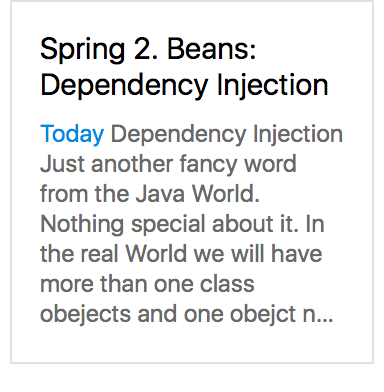 Spring 2. Beans:
Dependency Injection
Today Dependency Injection
Just another fancy word
from the Java World.
Nothing special about it. In
the real World we will have
more than one class
obejects and one obejct n...